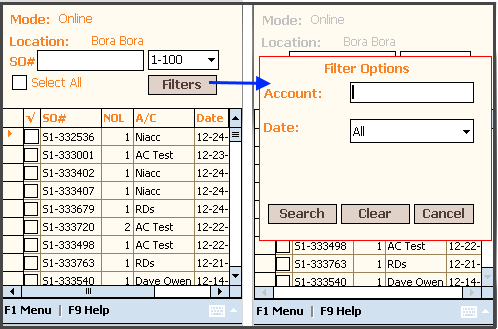 Mode: Online
Location: Bora Bora
SO# 1-100
Select All Filters
√ SO# NOL A/C Date
S1-332536 1 Niacc 12-24-
S1-333001 1 AC Test 12-23-
S1-333402 1 Niacc 12-24-
S1-333407 1 Niacc 12-24-
S1-333679 1 RDs 12-24-
S1-333720 2 AC Test 12-22-
S1-333498 1 AC Test 12-22-
S1-333763 1 RDs 12-21-
S1-333540 1 Dave Owen 12-14-
F1 Menu | F9 Help
Mode: Online
Location: Bora Bora
Filter Options
Account:
Date: All
Search Clear Cancel
S1-333498 1 AC Test 12-22-
S1-333763 1 RDs 12-21-
S1-333540 1 Dave Owen 12-14-
F1 Menu | F9 Help